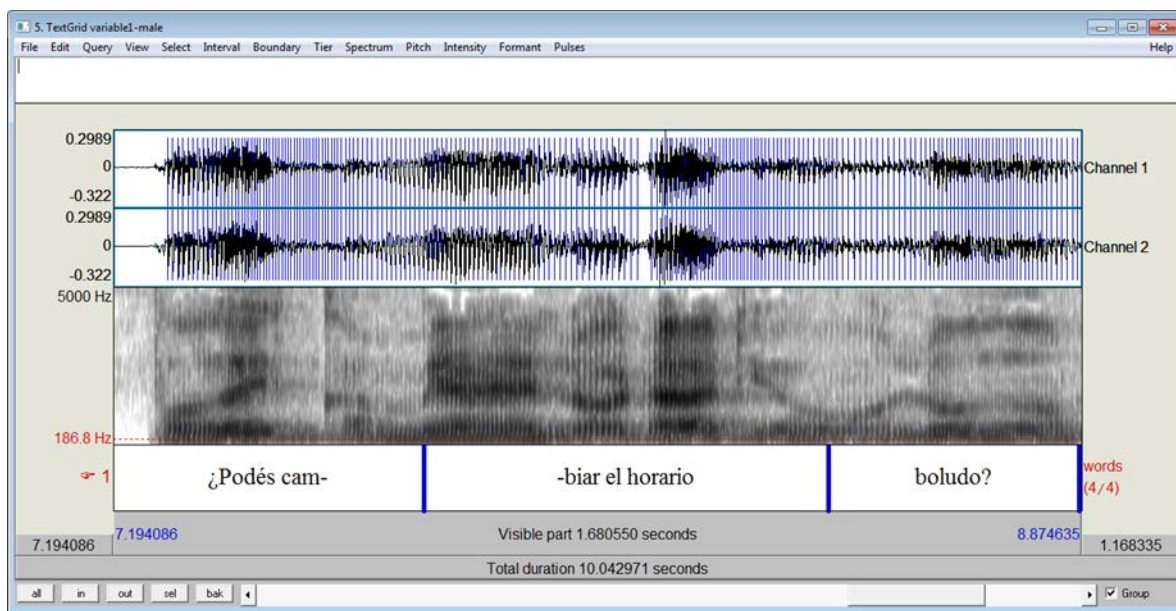 5. TextGrid variable1-male
File Edit Query View Select Interval Boundary Tier Spectrum Pitch Intensity Formant Pulses Help
0.2989
0
-0.322
Channel 1
0.2989
0
-0.322
Channel 2
5000 Hz
186.8 Hz
☞ 1
¿Podés cam- -biar el horario boludo?
words
(4/4)
7.194086 Visible part 1.680550 seconds 8.874635
7.194086 1.168335
Total duration 10.042971 seconds
all in out sel bak Group